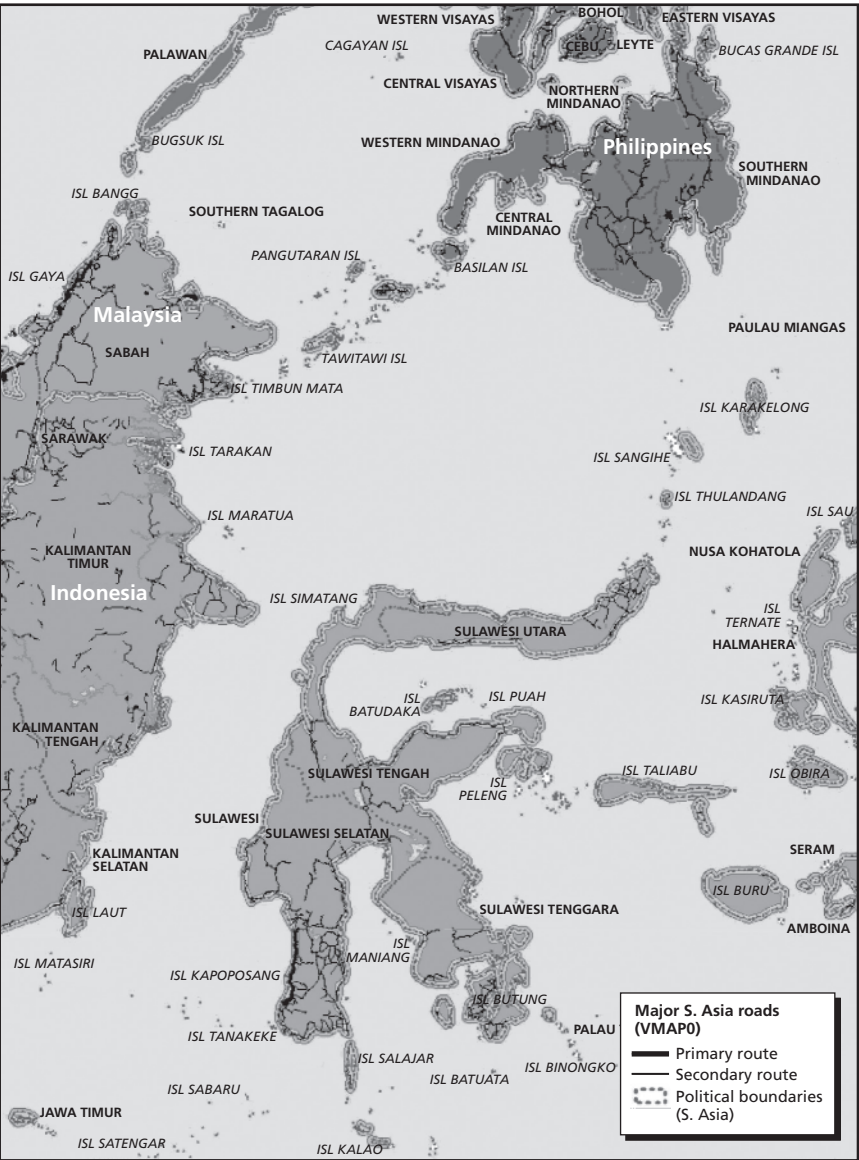 WESTERN VISAYAS
BOHOL
EASTERN VISAYAS
CAGAYAN ISL
CEBU
LEYTE
BUCAS GRANDE ISL
PALAWAN
CENTRAL VISAYAS
NORTHERN
MINDANAO
BUGSUK ISL
WESTERN MINDANAO
Philippines
SOUTHERN
MINDANAO
ISL BANGG
SOUTHERN TAGALOG
CENTRAL
MINDANAO
PANGUTARAN ISL
BASILAN ISL
ISL GAYA
Malaysia
PAULAU MIANGAS
SABAH
TAWITAWI ISL
ISL TIMBUN MATA
ISL KARAKELONG
SARAWAK
ISL TARAKAN
ISL SANGIHE
ISL THULANDANG
ISL MARATUA
ISL SAU
KALIMANTAN
TIMUR
NUSA KOHATOLA
Indonesia
ISL SIMATANG
ISL
TERNATE
SULAWESI UTARA
HALMAHERA
ISL
BATUDAKA
ISL PUAH
ISL KASIRUTA
KALIMANTAN
TENGAH
SULAWESI TENGAH
ISL
PELENG
ISL TALIABU
ISL OBIRA
SULAWESI
SULAWESI SELATAN
KALIMANTAN
SELATAN
SERAM
ISL BURU
ISL LAUT
SULAWESI TENGGARA
AMBOINA
ISL
MANIANG
ISL MATASIRI
ISL KAPOPOSANG
ISL BUTUNG
ISL TANAKEKE
PALAU
ISL SALAJAR
ISL BINONGKO
ISL BATUATA
ISL SABARU
JAWA TIMUR
ISL SATENGAR
ISL KALAO
Major S. Asia roads
(VMAP0)
Primary route
Secondary route
Political boundaries
(S. Asia)